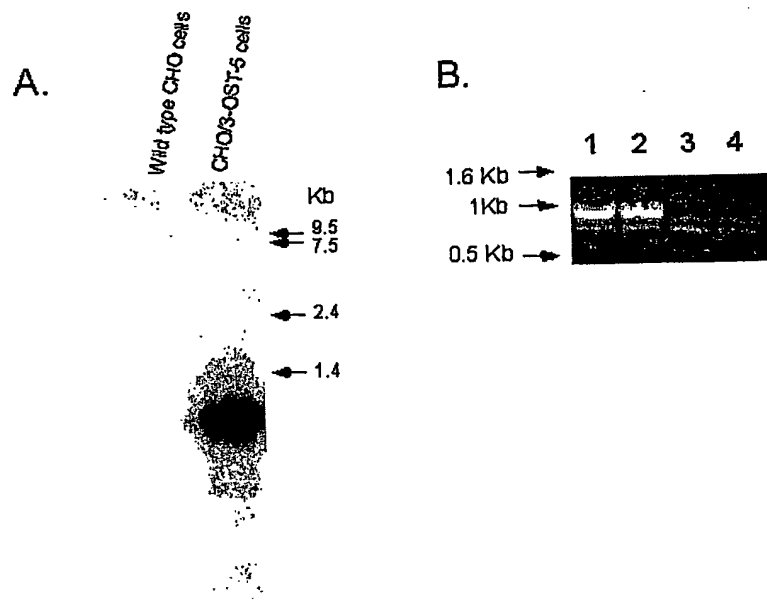 A.
Wild type CHO cells
CHO/3-OST-5 cells
Kb
9.5
7.5
2.4
1.4
B.
1 2 3 4
1.6 Kb
1Kb
0.5 Kb